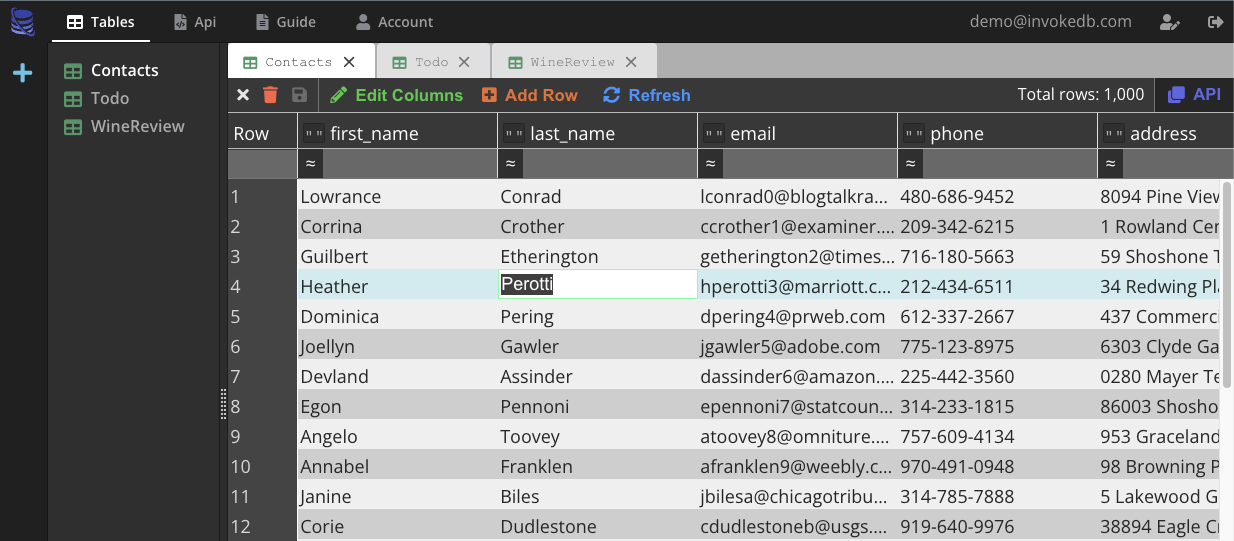 Tables Api Guide Account demo@invokedb.com
Contacts Contacts Todo WineReview
Todo
WineReview
Edit Columns Add Row Refresh Total rows: 1,000 API
Row "" first_name "" last_name "" email "" phone "" address
≈ ≈ ≈ ≈ ≈
1 Lowrance Conrad lconrad0@blogtalkra... 480-686-9452 8094 Pine View
2 Corrina Crother ccrother1@examiner.... 209-342-6215 1 Rowland Cen
3 Guilbert Etherington getherington2@times... 716-180-5663 59 Shoshone T
4 Heather Perotti hperotti3@marriott.c... 212-434-6511 34 Redwing Pla
5 Dominica Pering dpering4@prweb.com 612-337-2667 437 Commerci
6 Joellyn Gawler jgawler5@adobe.com 775-123-8975 6303 Clyde Ga
7 Devland Assinder dassinder6@amazon.... 225-442-3560 0280 Mayer Te
8 Egon Pennoni epennoni7@statcoun... 314-233-1815 86003 Shosho
9 Angelo Toovey atoovey8@omniture.... 757-609-4134 953 Graceland
10 Annabel Franklen afranklen9@weebly.c... 970-491-0948 98 Browning P
11 Janine Biles jbilesa@chicagotribu... 314-785-7888 5 Lakewood G
12 Corie Dudlestone cdudlestoneb@usgs.... 919-640-9976 38894 Eagle C